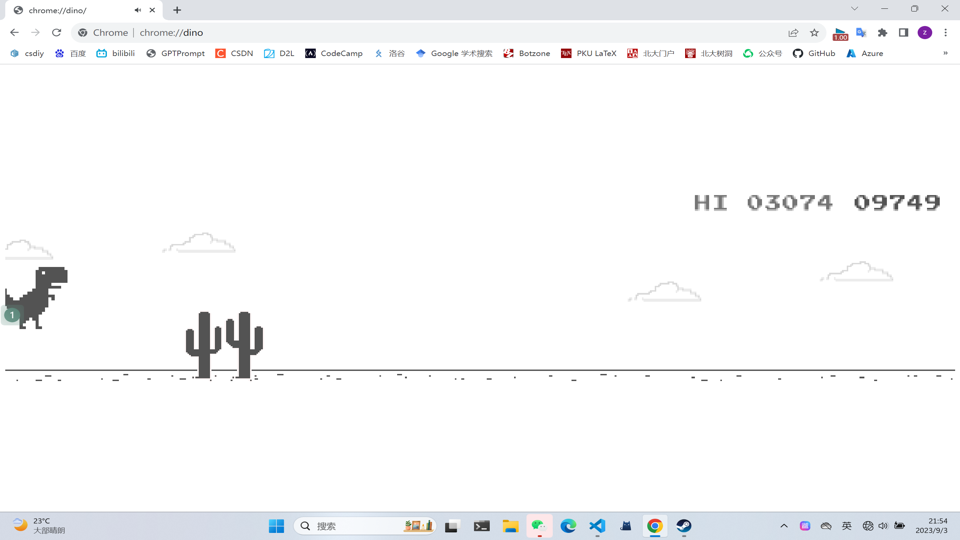 chrome://dino/
Chrome | chrome://dino
1.00
z
csdiy 百度 bilibili GPTPrompt CSDN D2L CodeCamp 洛谷 Google 学术搜索 Botzone PKU LaTeX 北大门户 北大树洞 公众号 GitHub Azure »
HI 03074 09749
1
23°C
大部晴朗
搜索
英
21:54
2023/9/3